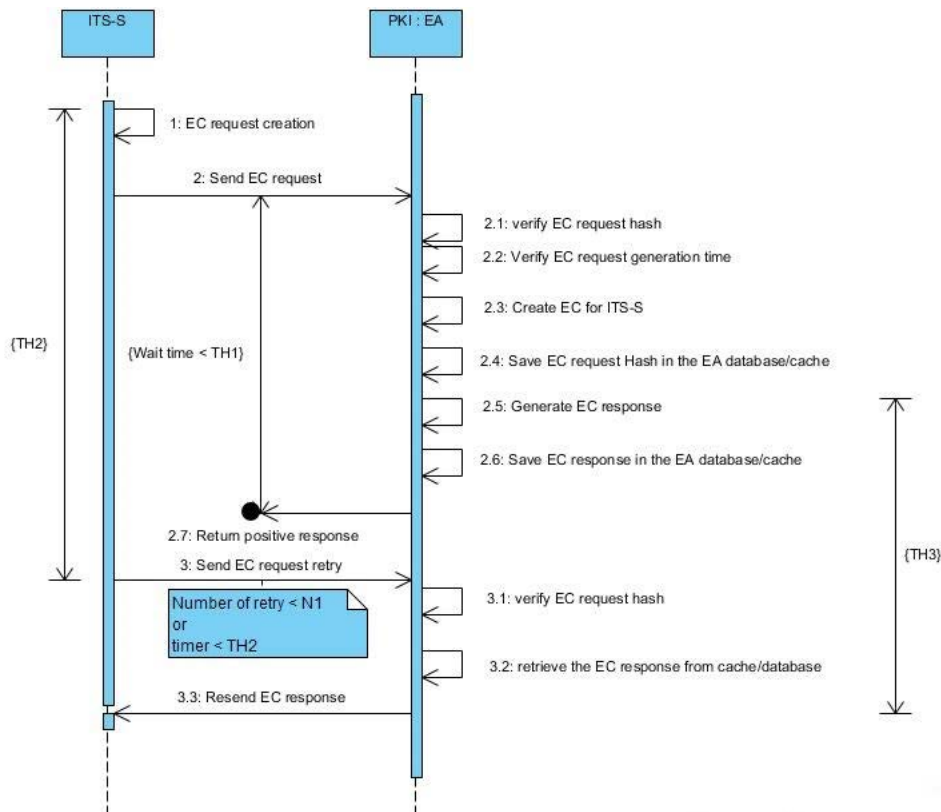 ITS-S
PKI : EA
1: EC request creation
2: Send EC request
2.1: verify EC request hash
2.2: Verify EC request generation time
2.3: Create EC for ITS-S
{TH2}
{Wait time < TH1}
2.4: Save EC request Hash in the EA database/cache
2.5: Generate EC response
2.6: Save EC response in the EA database/cache
2.7: Return positive response
{TH3}
3: Send EC request retry
Number of retry < N1
or
timer < TH2
3.1: verify EC request hash
3.2: retrieve the EC response from cache/database
3.3: Resend EC response